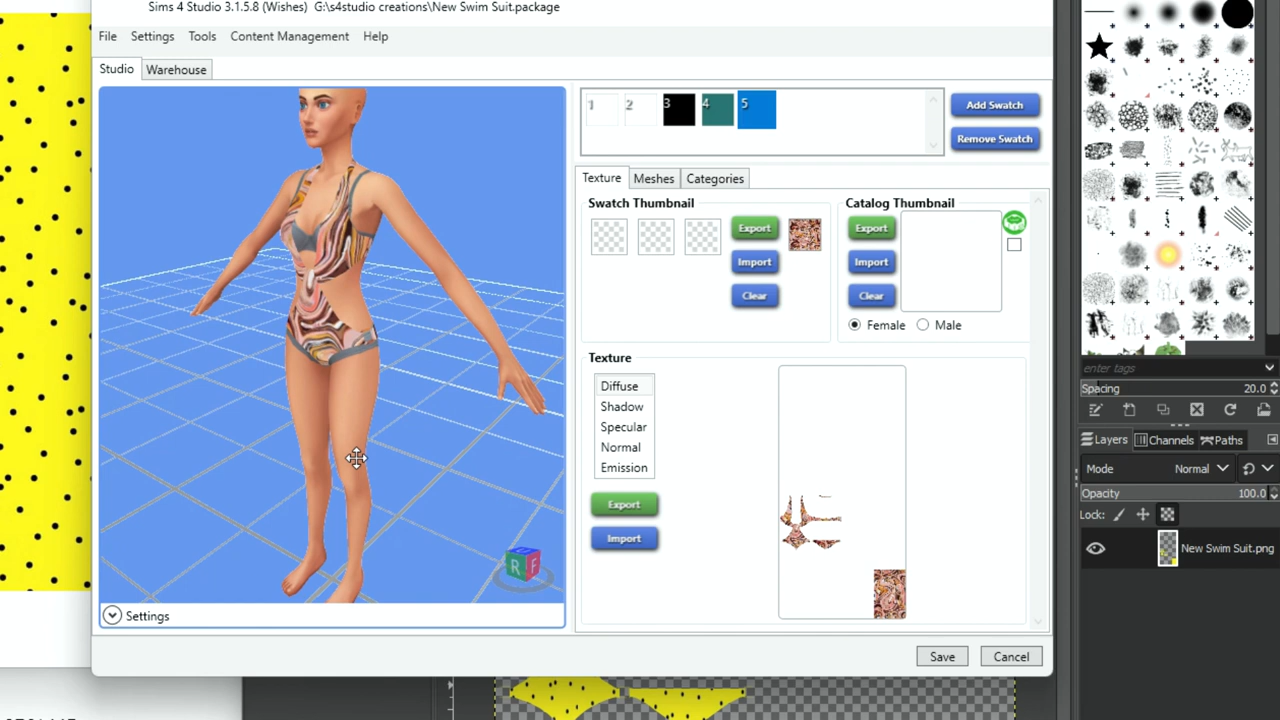 Sims 4 Studio 3.1.5.8 (Wishes) G:\s4studio creations\New Swim Suit.package
File Settings Tools Content Management Help
Studio Warehouse
1 2 3 4 5
Add Swatch
Remove Swatch
Texture Meshes Categories
Swatch Thumbnail
Export
Import
Clear
Catalog Thumbnail
Export
Import
Clear
Female Male
Texture
Diffuse
Shadow
Specular
Normal
Emission
Export
Import
R F
Settings
Save Cancel
enter tags
Spacing 20.0
Layers Channels Paths
Mode Normal
Opacity 100.0
Lock:
New Swim Suit.png